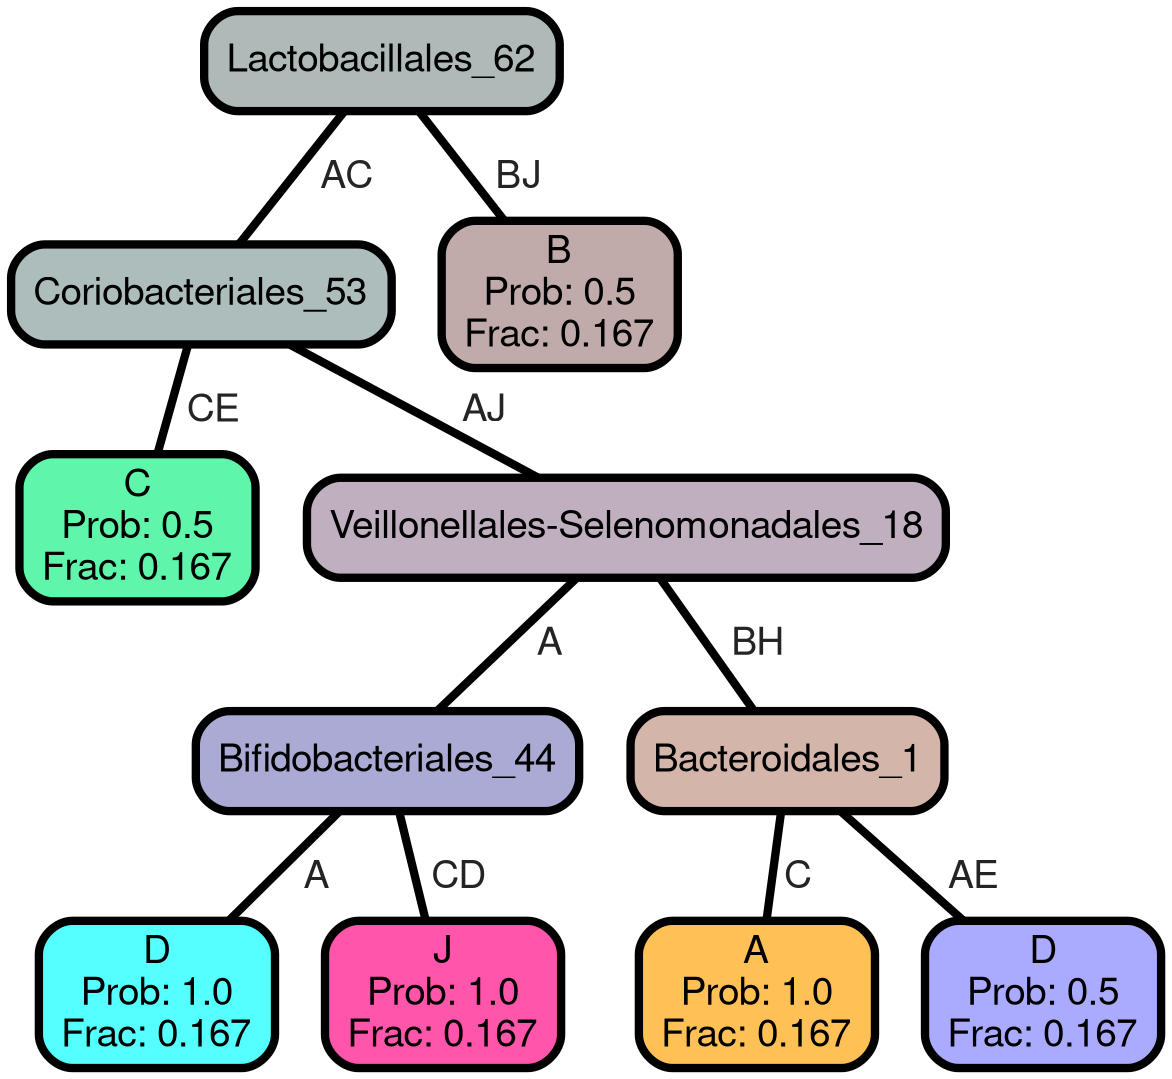 Lactobacillales_62
AC
BJ
B
Prob: 0.5
Frac: 0.167
Coriobacteriales_53
CE
AJ
C
Prob: 0.5
Frac: 0.167
Veillonellales-Selenomonadales_18
A
BH
Bifidobacteriales_44
Bacteroidales_1
A
CD
C
AE
D
Prob: 1.0
Frac: 0.167
J
Prob: 1.0
Frac: 0.167
A
Prob: 1.0
Frac: 0.167
D
Prob: 0.5
Frac: 0.167